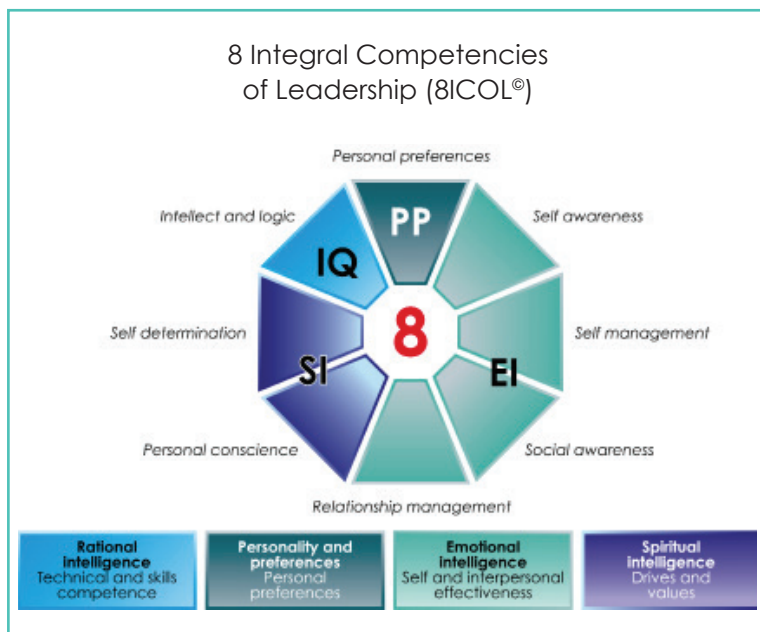 8 Integral Competencies
of Leadership (8ICOL©)
Personal preferences
Intellect and logic
PP
Self awareness
IQ
Self determination
8
Self management
SI
EI
Personal conscience
Social awareness
Relationship management
Rational
intelligence
Technical and skills
competence
Personality and
preferences
Personal
preferences
Emotional
intelligence
Self and interpersonal
effectiveness
Spiritual
intelligence
Drives and
values